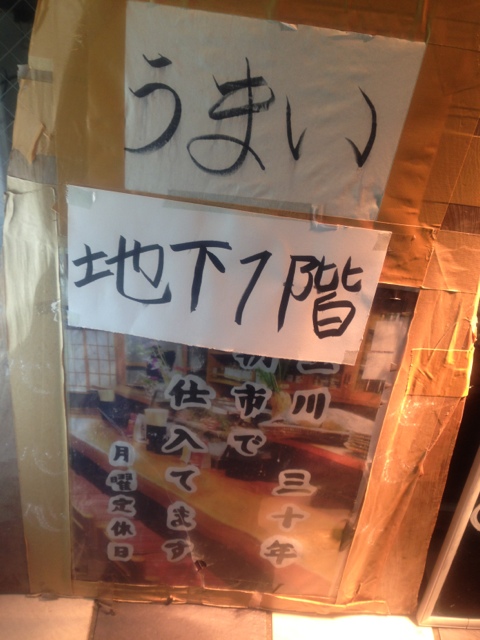 うまい
地下1階
川 三十年
市で
仕入てます
月曜定休日